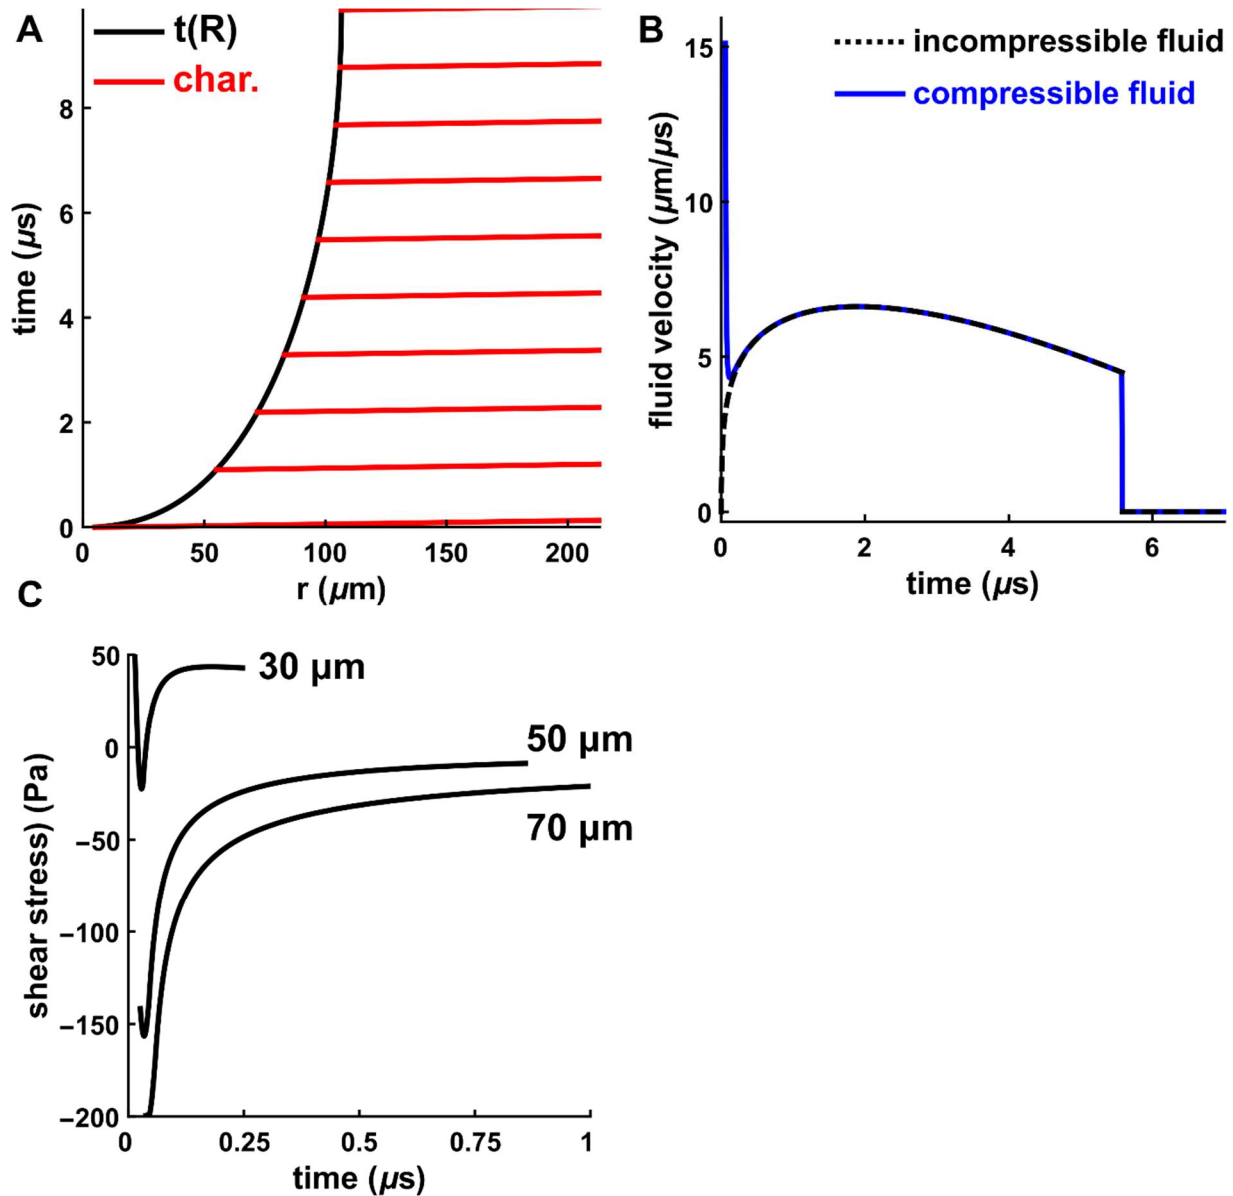 A
t(R)
char.
8
6
4
2
0
time (µs)
0 50 100 150 200
r (µm)
B
incompressible fluid
compressible fluid
15
10
5
0
fluid velocity (µm/µs)
0 2 4 6
time (µs)
C
50
0
−50
−100
−150
−200
shear stress) (Pa)
30 µm
50 µm
70 µm
0 0.25 0.5 0.75 1
time (µs)